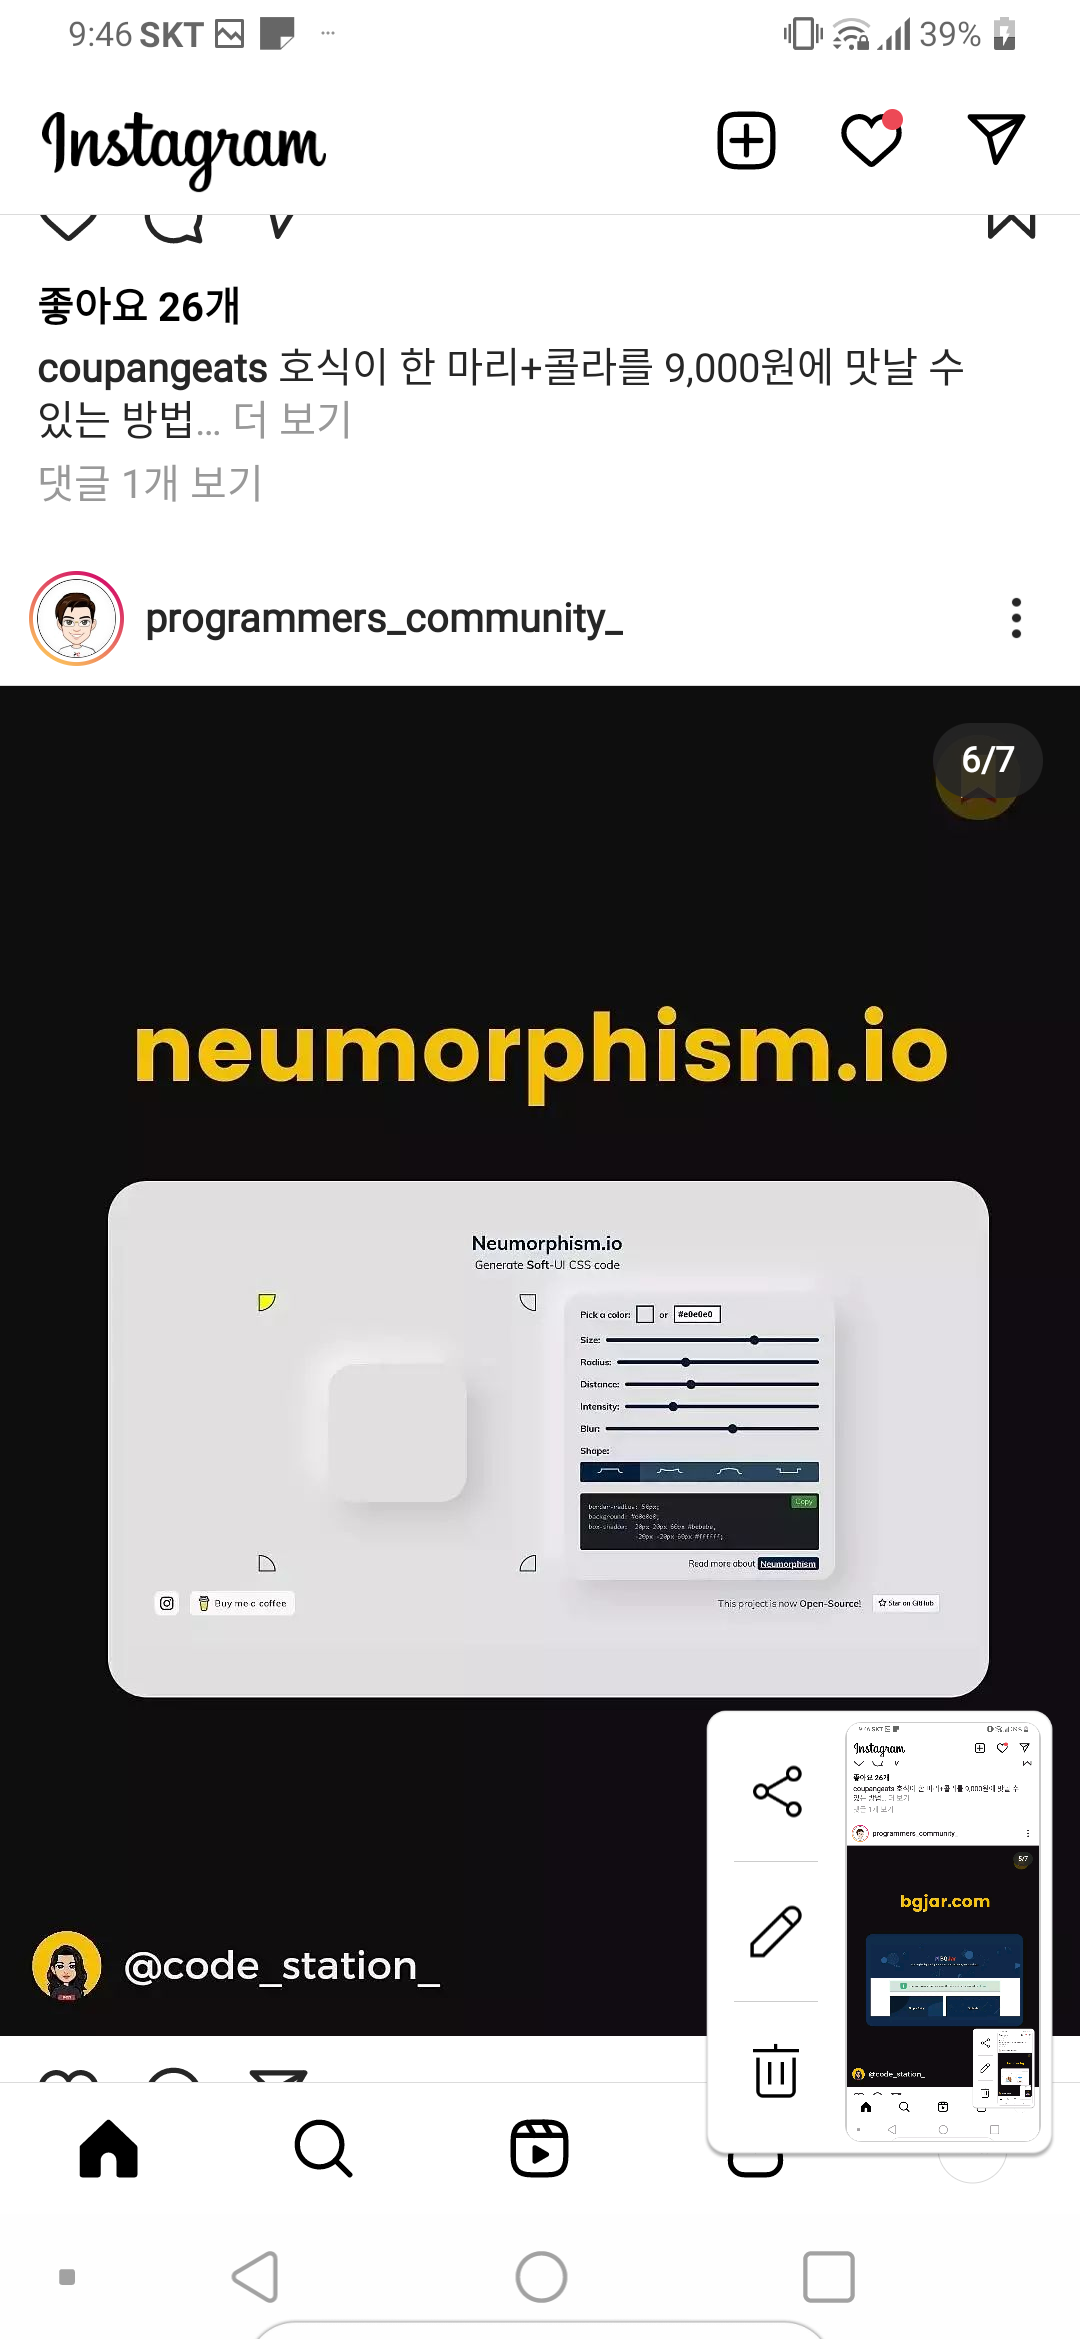 9:46 SKT 39%
Instagram
좋아요 26개
coupangeats 호식이 한 마리+콜라를 9,000원에 맛날 수
있는 방법... 더 보기
댓글 1개 보기
programmers_community_
6/7
neumorphism.io
Neumorphism.io
Generate Soft-UI CSS code
Pick a color: or #e0e0e0
Size:
Radius:
Distance:
Intensity:
Blur:
Shape:
Copy
border-radius: 50px;
background: #e0e0e0;
box-shadow: 20px 20px 60px #bebebe,
-20px -20px 60px #ffffff;
Read more about Neumorphism
Buy me a coffee
This project is now Open-Source!
Star on GitHub
@code_station_
9:46 SKT 39%
Instagram
좋아요 26개
coupangeats 호식이 한 마리+콜라를 9,000원에 맛날 수
있는 방법... 더 보기
댓글 1개 보기
programmers_community_
5/7
bgjar.com
@code_station_